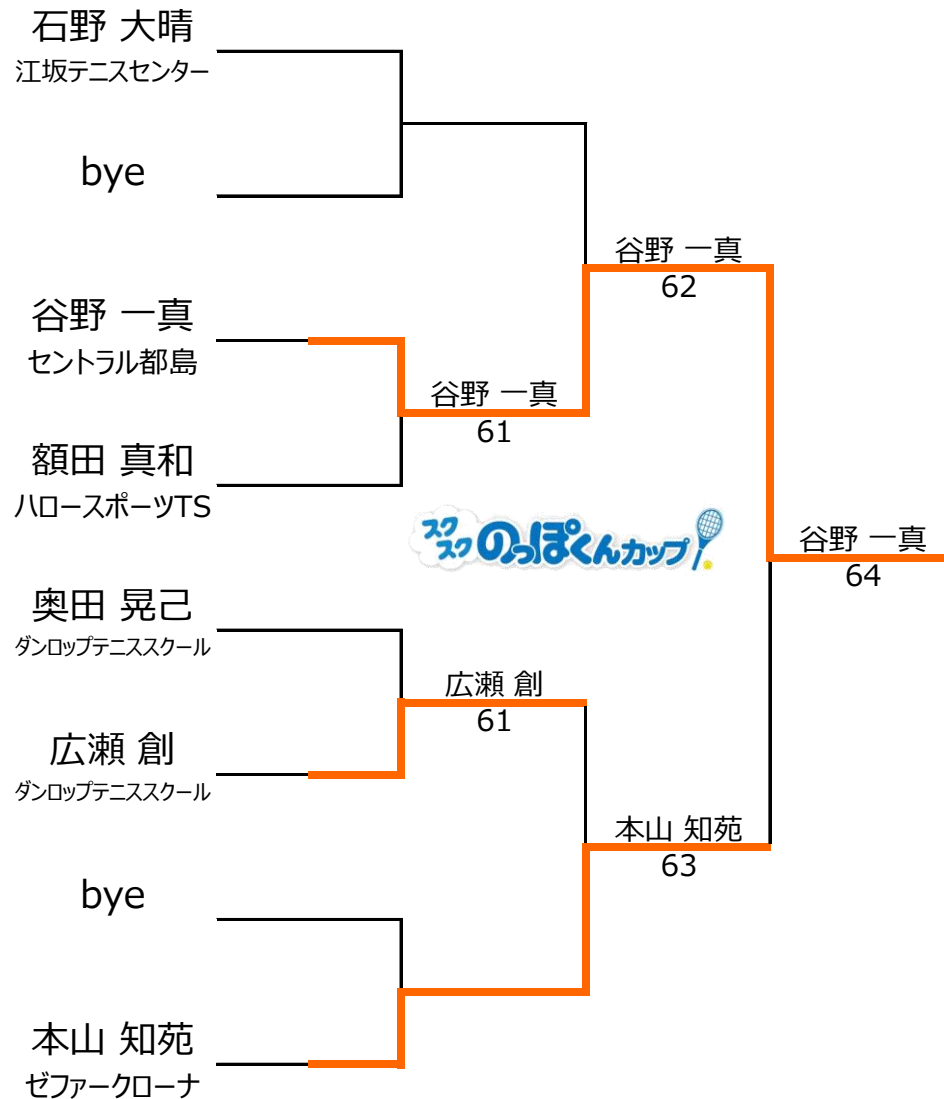 石野 大晴
江坂テニスセンター
bye
谷野 一真
62
谷野 一真
セントラル都島
谷野 一真
61
額田 真和
ハロースポーツTS
スクスクのっぽくんカップ
谷野 一真
64
奥田 晃己
ダンロップテニススクール
広瀬 創
61
広瀬 創
ダンロップテニススクール
本山 知苑
63
bye
本山 知苑
ゼファークローナ